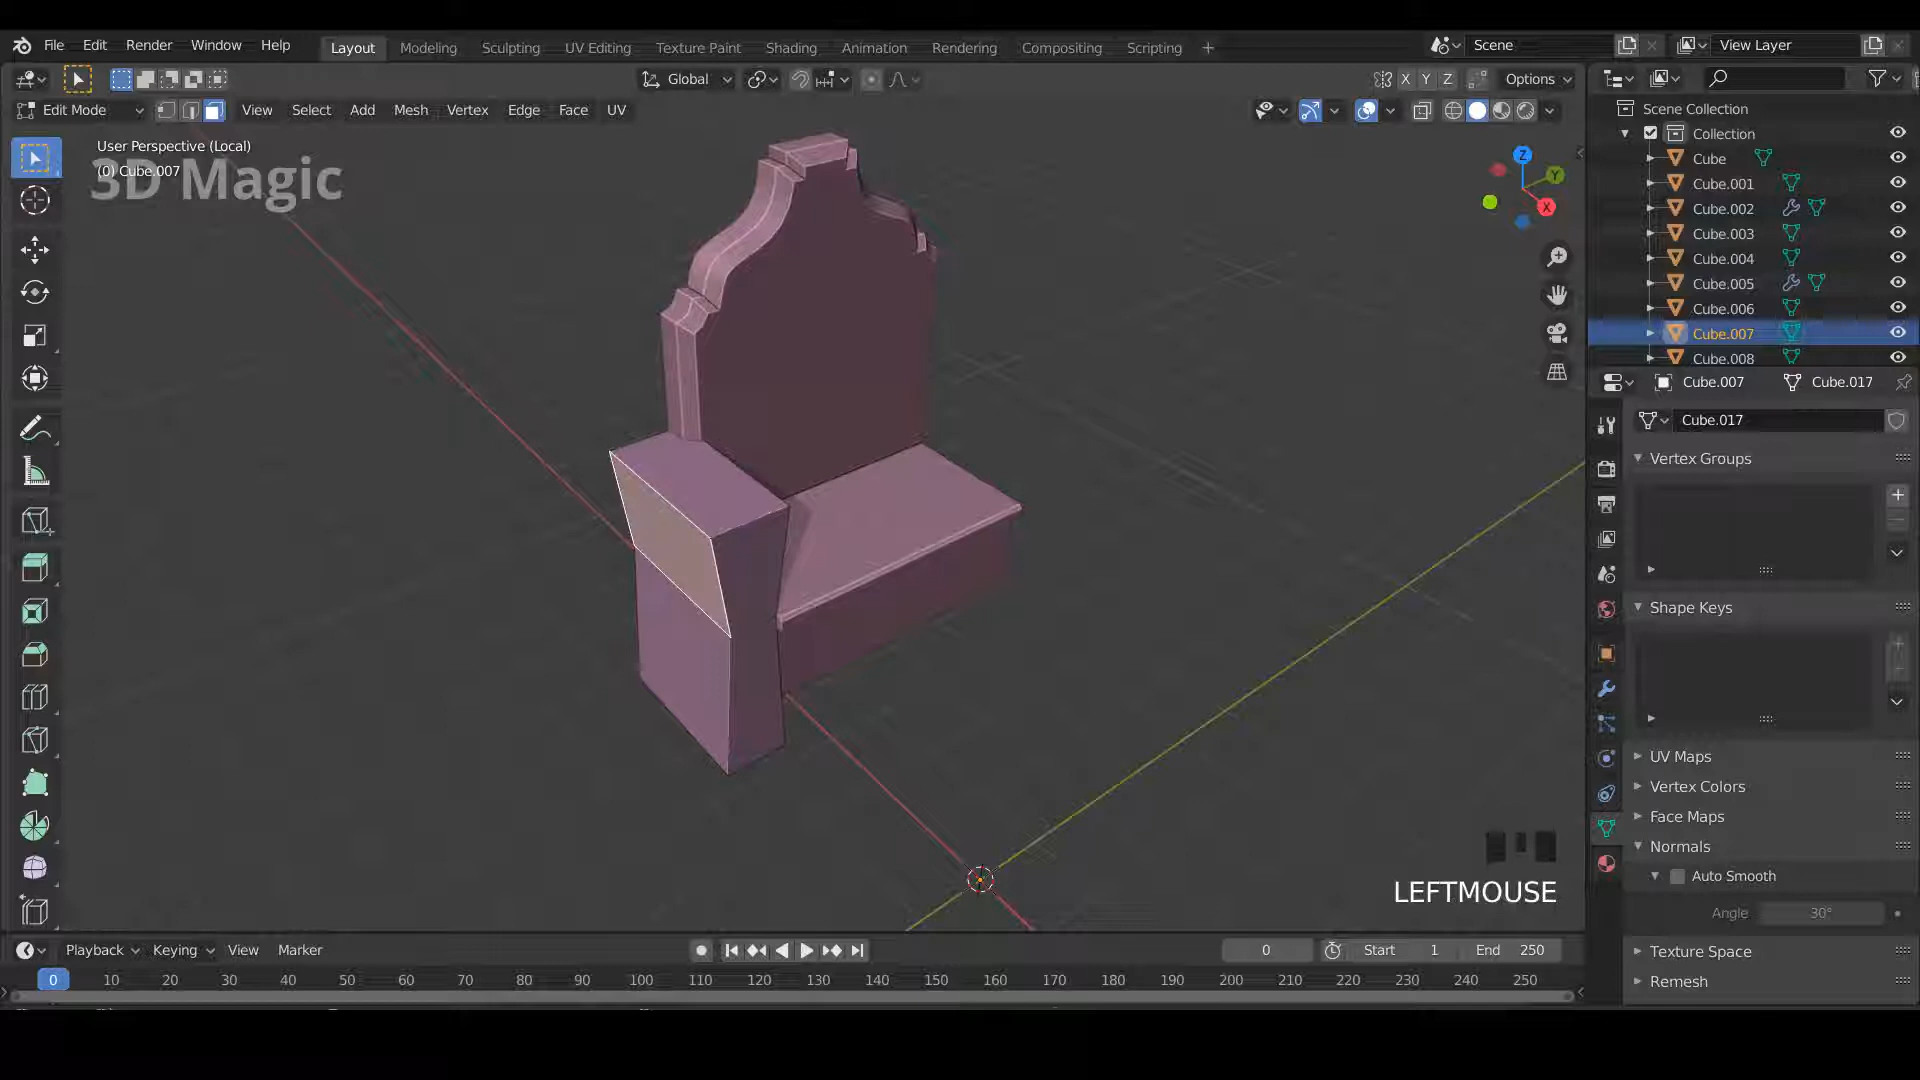 File Edit Render Window Help Layout Modeling Sculpting UV Editing Texture Paint Shading Animation Rendering Compositing Scripting + Scene View Layer
Global X Y Z Options
Edit Mode View Select Add Mesh Vertex Edge Face UV
User Perspective (Local)
(0) Cube.007
3D Magic
Z
Y
X
Scene Collection
Collection
Cube
Cube.001
Cube.002
Cube.003
Cube.004
Cube.005
Cube.006
Cube.007
Cube.008
Cube.007 Cube.017
Cube.017
Vertex Groups
Shape Keys
UV Maps
Vertex Colors
Face Maps
Normals
Auto Smooth
Angle 30°
Texture Space
Remesh
LEFTMOUSE
Playback Keying View Marker 0 Start 1 End 250
0 10 20 30 40 50 60 70 80 90 100 110 120 130 140 150 160 170 180 190 200 210 220 230 240 250